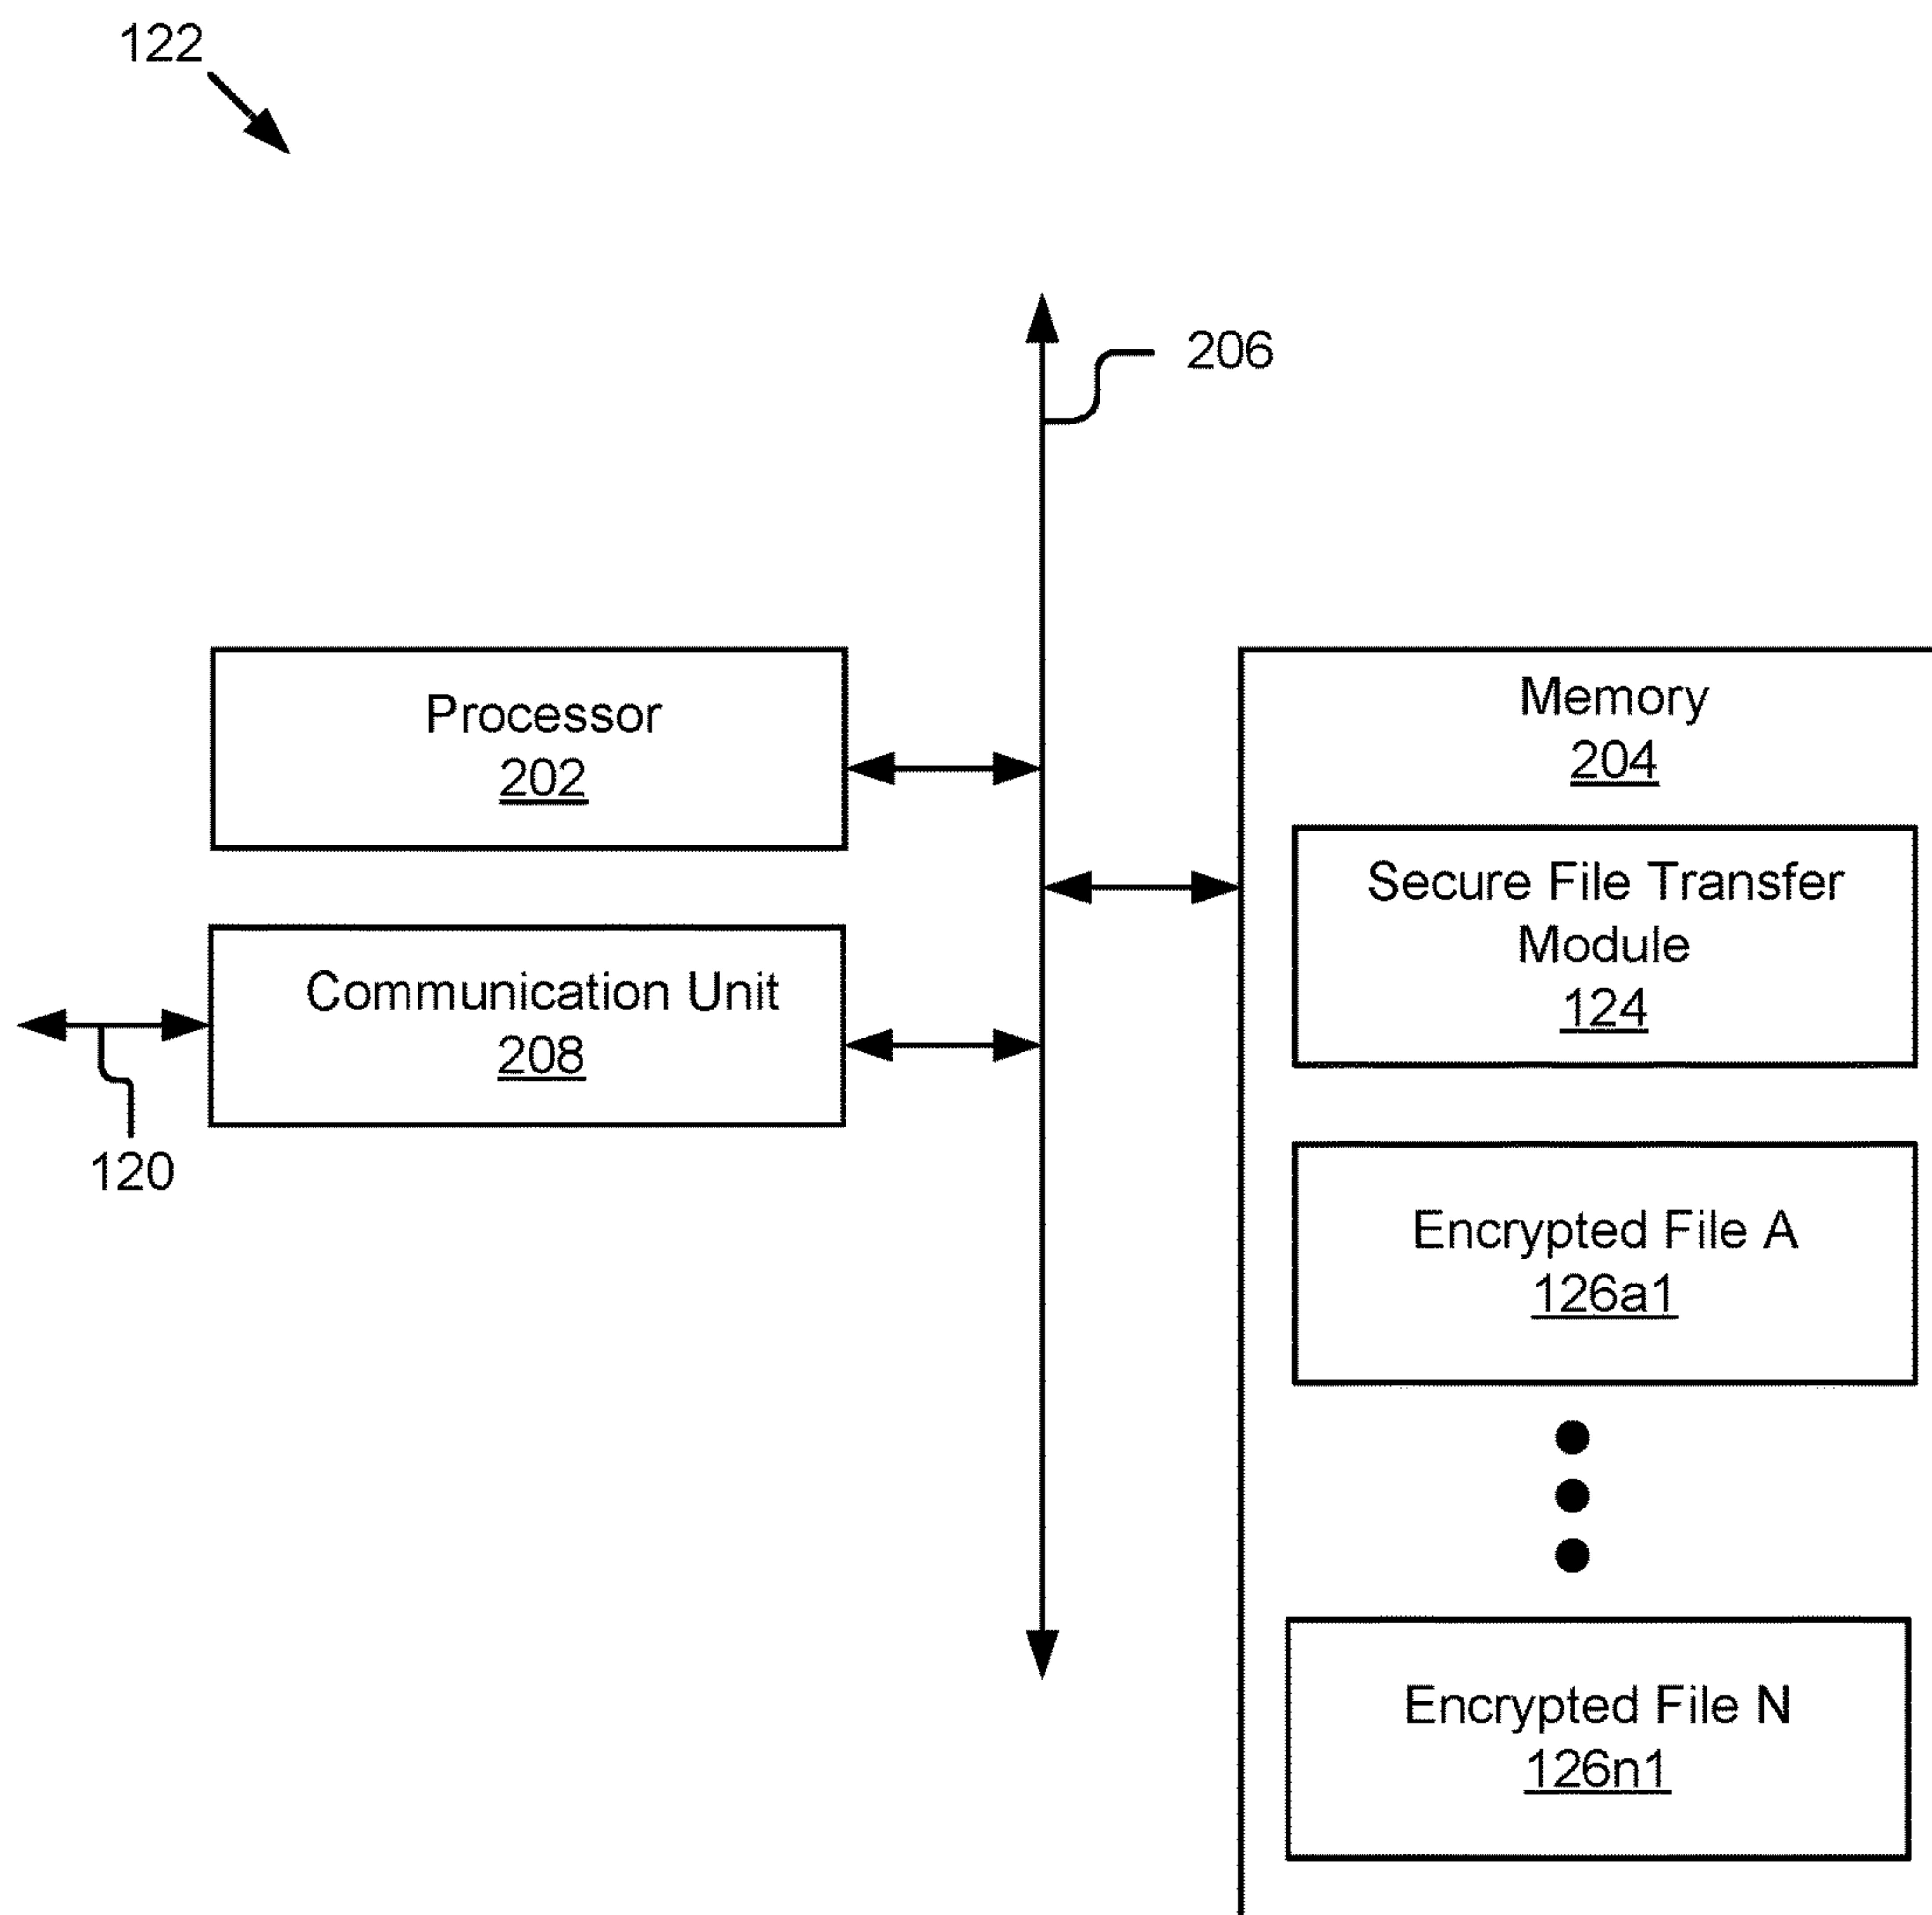 122
206
Processor
202
Communication Unit
208
120
Memory
204
Secure File Transfer
Module
124
Encrypted File A
126a1
Encrypted File N
126n1